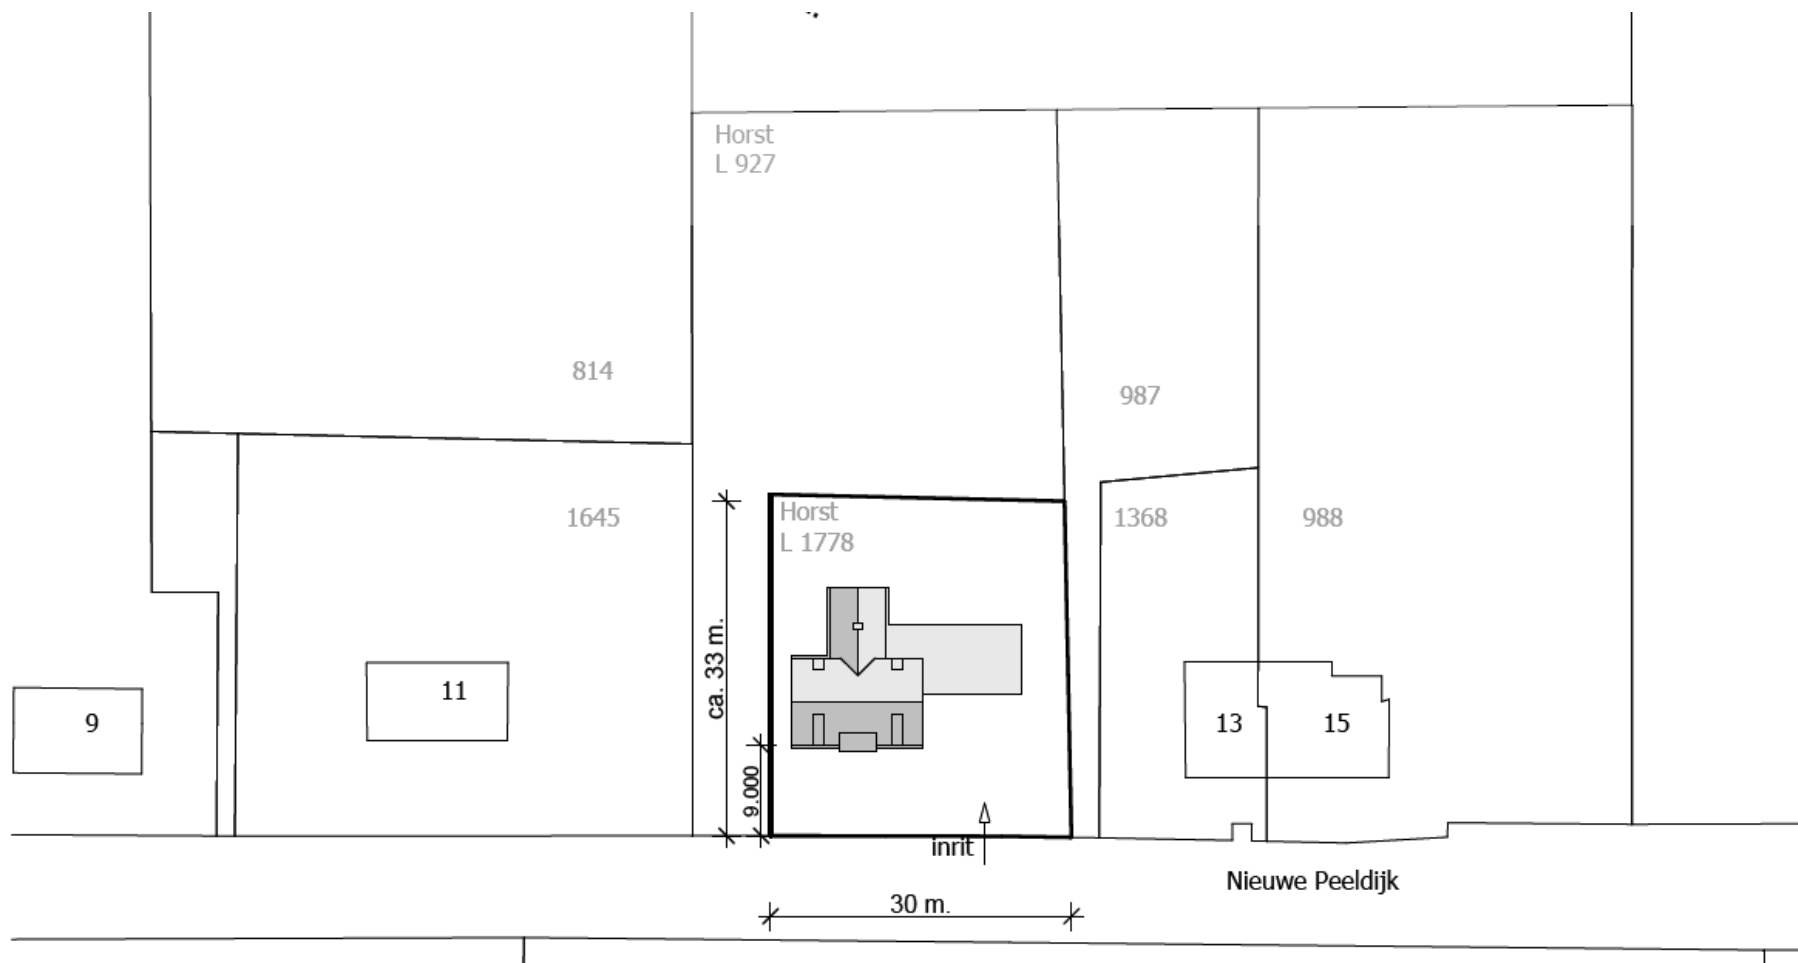 Horst
L 927
814
987
1645
Horst
L 1778
1368
988
ca. 33 m.
9
11
13
15
9.000
inrit
Nieuwe Peeldijk
30 m.